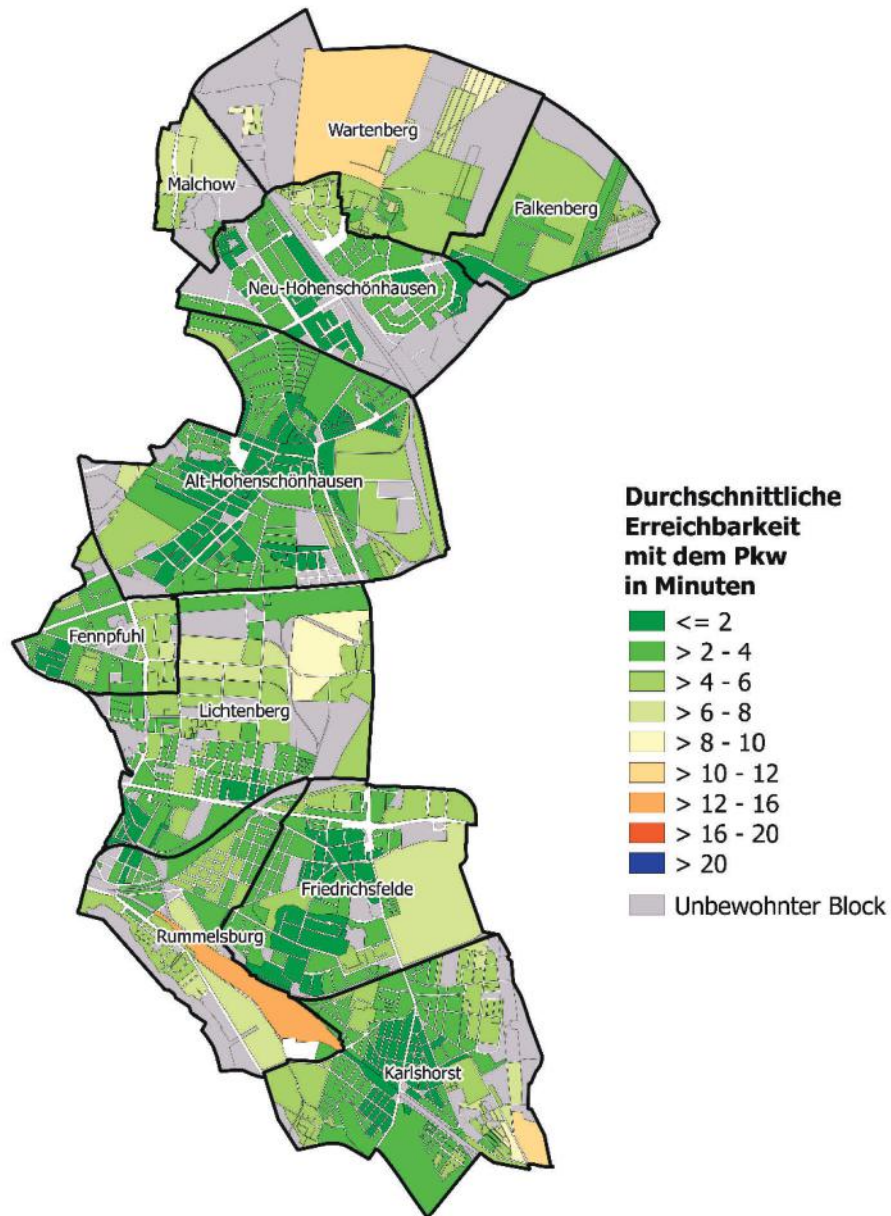 Wartenberg
Malchow
Falkenberg
Neu-Hohenschönhausen
Alt-Hohenschönhausen
Fennpfuhl
Lichtenberg
Friedrichsfelde
Rummelsburg
Karlshorst
Durchschnittliche
Erreichbarkeit
mit dem Pkw
in Minuten
<= 2
> 2 - 4
> 4 - 6
> 6 - 8
> 8 - 10
> 10 - 12
> 12 - 16
> 16 - 20
> 20
Unbewohnter Block